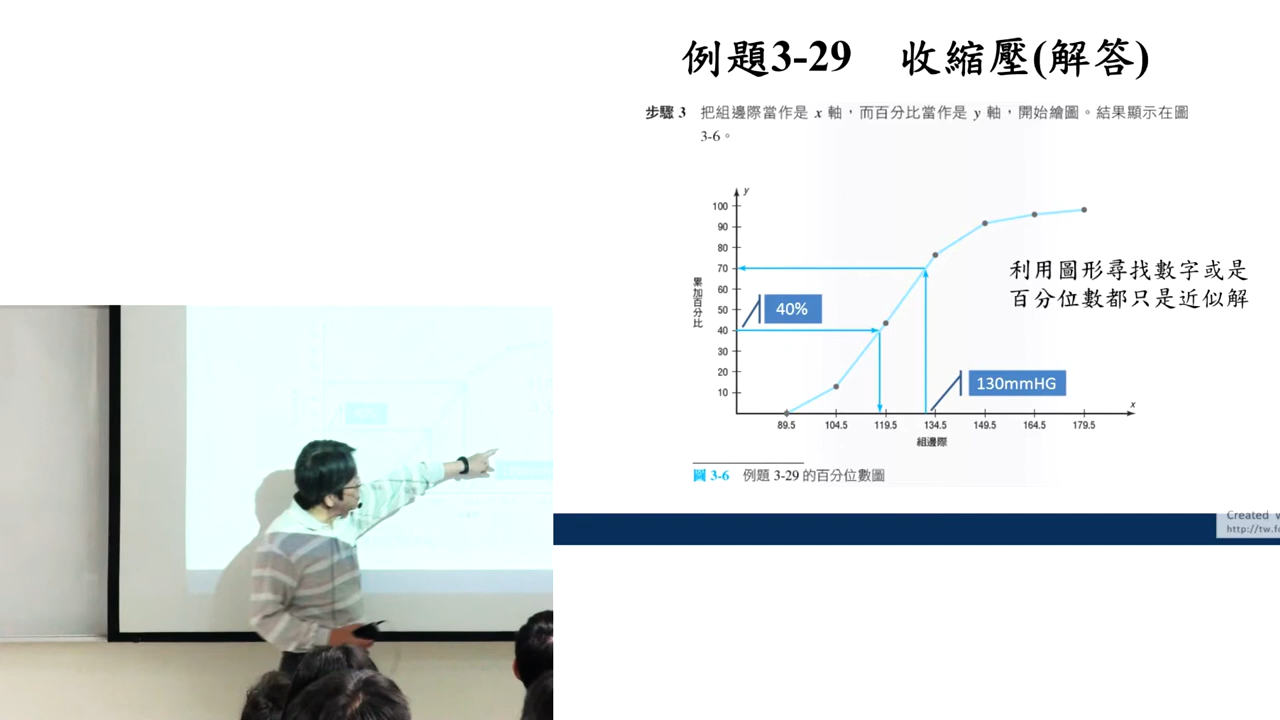 例題3-29 收縮壓(解答)
步驟 3 把組邊際當作是 x 軸，而百分比當作是 y 軸，開始繪圖。結果顯示在圖
3-6。
y
100
90
80
70
60
50
40
30
20
10
累加百分比
40%
利用圖形尋找數字或是
百分位數都只是近似解
130mmHG
x
89.5 104.5 119.5 134.5 149.5 164.5 179.5
組邊際
圖 3-6 例題 3-29 的百分位數圖
Created
http://tw.fo